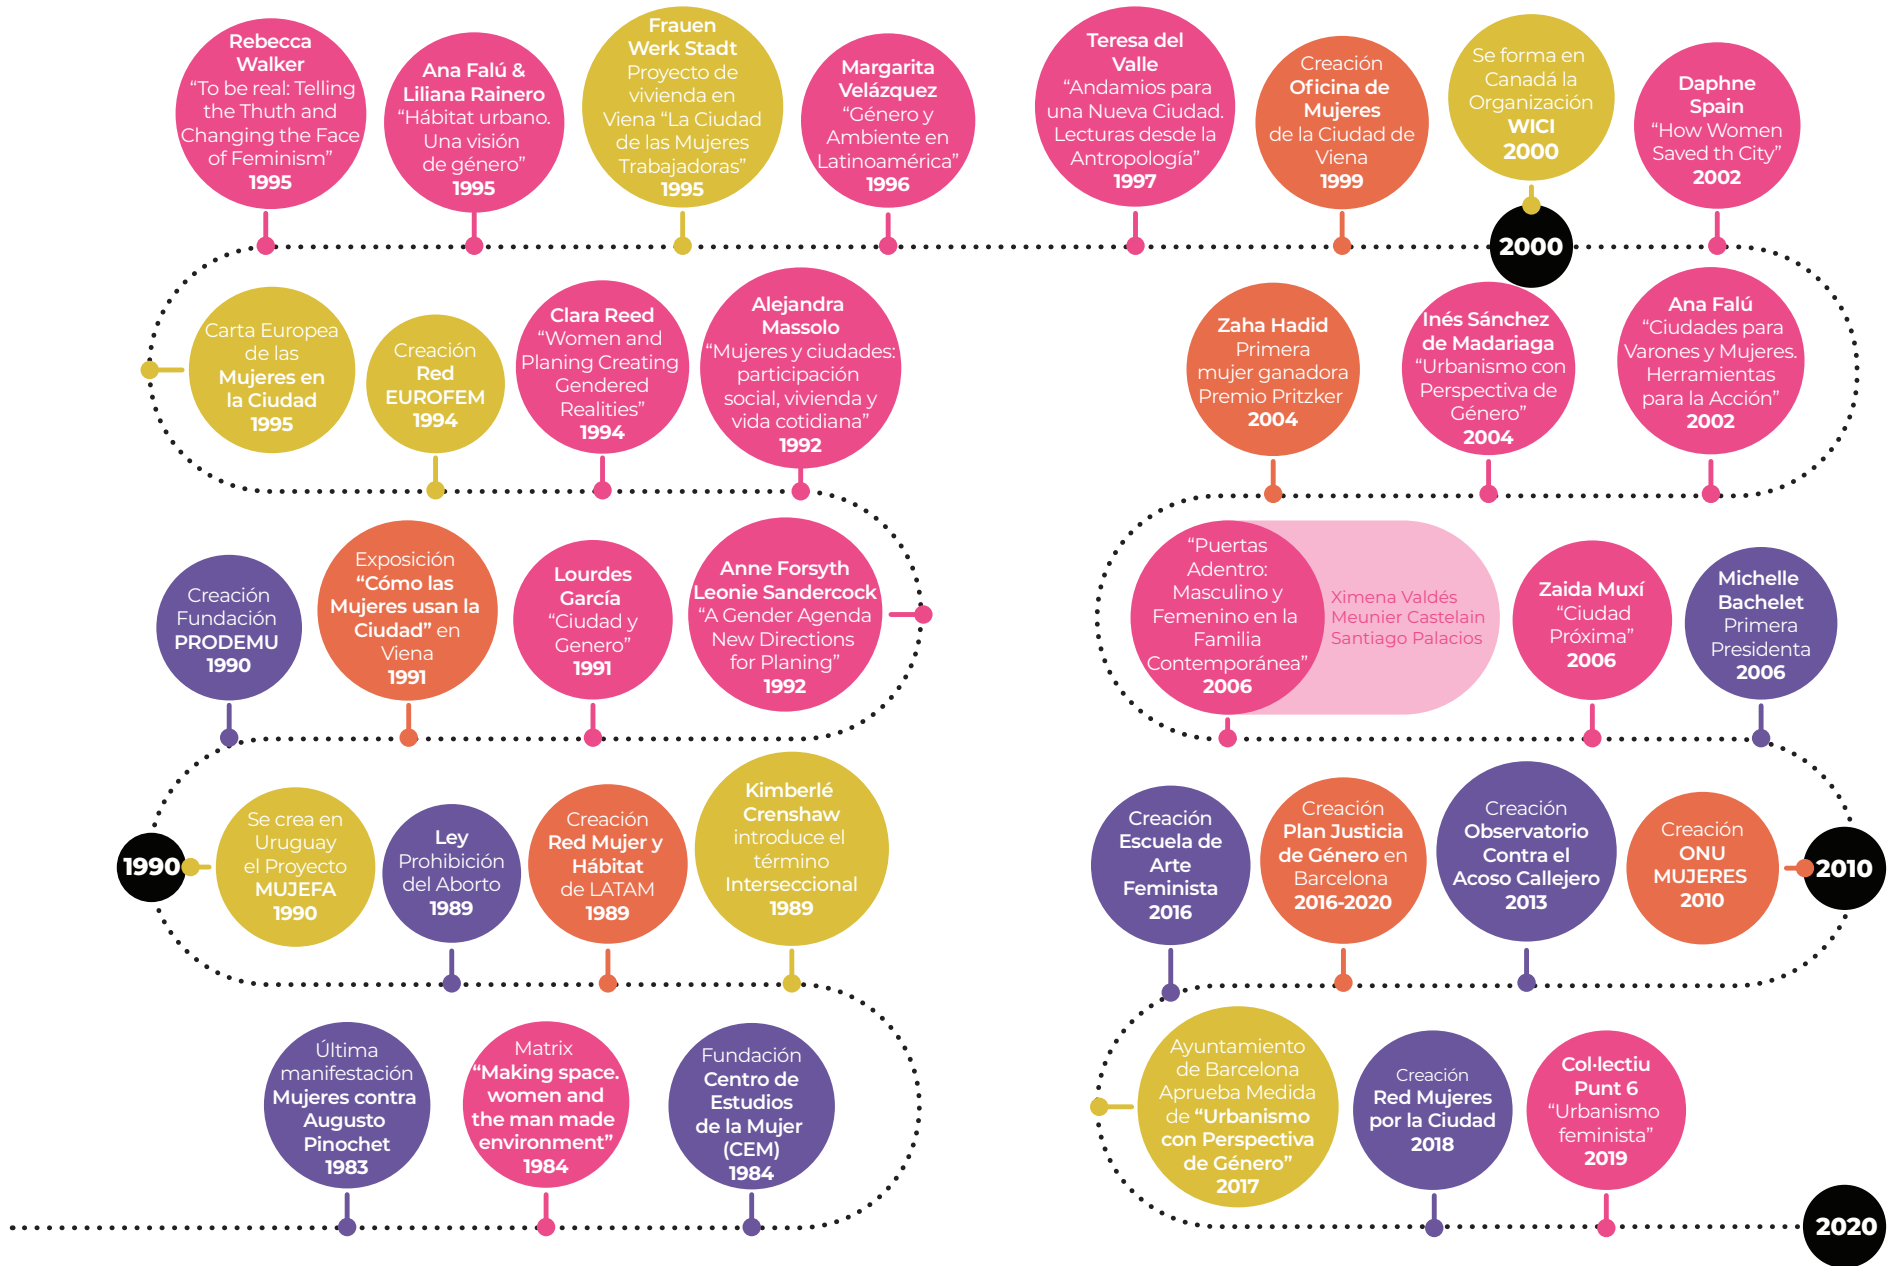 Rebecca
Walker
“To be real: Telling
the Thuth and
Changing the Face
of Feminism”
1995
Ana Falú &
Liliana Rainero
“Hábitat urbano.
Una visión
de género”
1995
Frauen
Werk Stadt
Proyecto de
vivienda en
Viena “La Ciudad
de las Mujeres
Trabajadoras”
1995
Margarita
Velázquez
“Género y
Ambiente en
Latinoamérica”
1996
Teresa del
Valle
“Andamios para
una Nueva Ciudad.
Lecturas desde la
Antropología”
1997
Creación
Oficina de
Mujeres
de la Ciudad de
Viena
1999
Se forma en
Canadá la
Organización
WICI
2000
Daphne
Spain
“How Women
Saved th City”
2002
2000
Carta Europea
de las
Mujeres en
la Ciudad
1995
Creación
Red
EUROFEM
1994
Clara Reed
“Women and
Planing Creating
Gendered
Realities”
1994
Alejandra
Massolo
“Mujeres y ciudades:
participación
social, vivienda y
vida cotidiana”
1992
Zaha Hadid
Primera
mujer ganadora
Premio Pritzker
2004
Inés Sánchez
de Madariaga
“Urbanismo con
Perspectiva de
Género”
2004
Ana Falú
“Ciudades para
Varones y Mujeres.
Herramientas
para la Acción”
2002
Creación
Fundación
PRODEMU
1990
Exposición
“Cómo las
Mujeres usan la
Ciudad” en
Viena
1991
Lourdes
García
“Ciudad y
Genero”
1991
Anne Forsyth
Leonie Sandercock
“A Gender Agenda
New Directions
for Planing”
1992
“Puertas
Adentro:
Masculino y
Femenino en la
Familia
Contemporánea”
2006
Ximena Valdés
Meunier Castelain
Santiago Palacios
Zaida Muxí
“Ciudad
Próxima”
2006
Michelle
Bachelet
Primera
Presidenta
2006
1990
Se crea en
Uruguay
el Proyecto
MUJEFA
1990
Ley
Prohibición
del Aborto
1989
Creación
Red Mujer y
Hábitat
de LATAM
1989
Kimberlé
Crenshaw
introduce el
término
Interseccional
1989
Creación
Escuela de
Arte
Feminista
2016
Creación
Plan Justicia
de Género en
Barcelona
2016-2020
Creación
Observatorio
Contra el
Acoso Callejero
2013
Creación
ONU
MUJERES
2010
2010
Última
manifestación
Mujeres contra
Augusto
Pinochet
1983
Matrix
“Making space.
women and
the man made
environment”
1984
Fundación
Centro de
Estudios
de la Mujer
(CEM)
1984
Ayuntamiento
de Barcelona
Aprueba Medida
de “Urbanismo
con Perspectiva
de Género”
2017
Creación
Red Mujeres
por la Ciudad
2018
Col·lectiu
Punt 6
“Urbanismo
feminista”
2019
2020